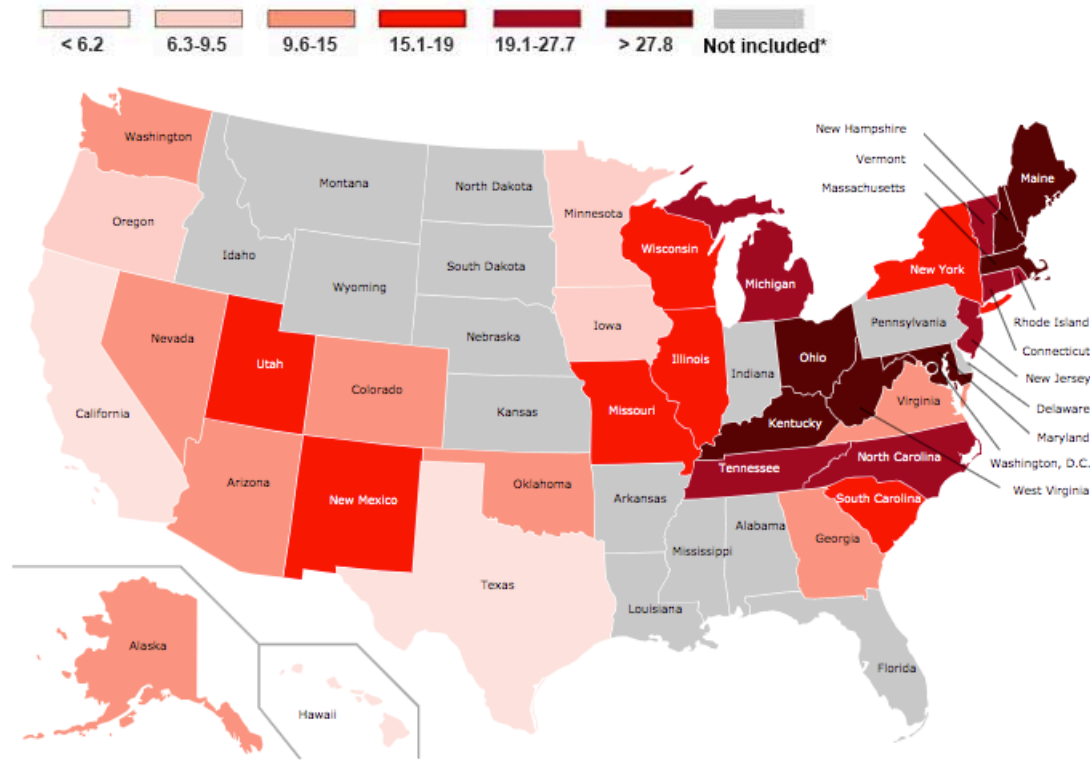 < 6.2
6.3-9.5
9.6-15
15.1-19
19.1-27.7
> 27.8
Not included*
Washington
Montana
North Dakota
Minnesota
New Hampshire
Vermont
Massachusetts
Maine
Oregon
Idaho
South Dakota
Wisconsin
Michigan
New York
Wyoming
Nebraska
Iowa
Pennsylvania
Rhode Island
Nevada
Utah
Colorado
Kansas
Illinois
Indiana
Ohio
Connecticut
New Jersey
California
Missouri
Kentucky
Virginia
Delaware
Maryland
Arizona
New Mexico
Oklahoma
Arkansas
Tennessee
North Carolina
Washington, D.C.
West Virginia
Texas
Mississippi
Alabama
Georgia
South Carolina
Louisiana
Florida
Alaska
Hawaii